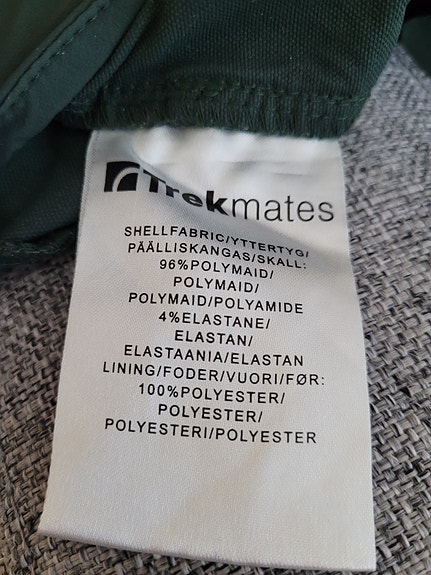 Trekmates
SHELLFABRIC/YTTERTYG/
PÄÄLLISKANGAS/SKALL:
96%POLYMAID/
POLYMAID/
POLYMAID/POLYAMIDE
4%ELASTANE/
ELASTAN/
ELASTAANIA/ELASTAN
LINING/FODER/VUORI/FØR:
100%POLYESTER/
POLYESTER/
POLYESTERI/POLYESTER